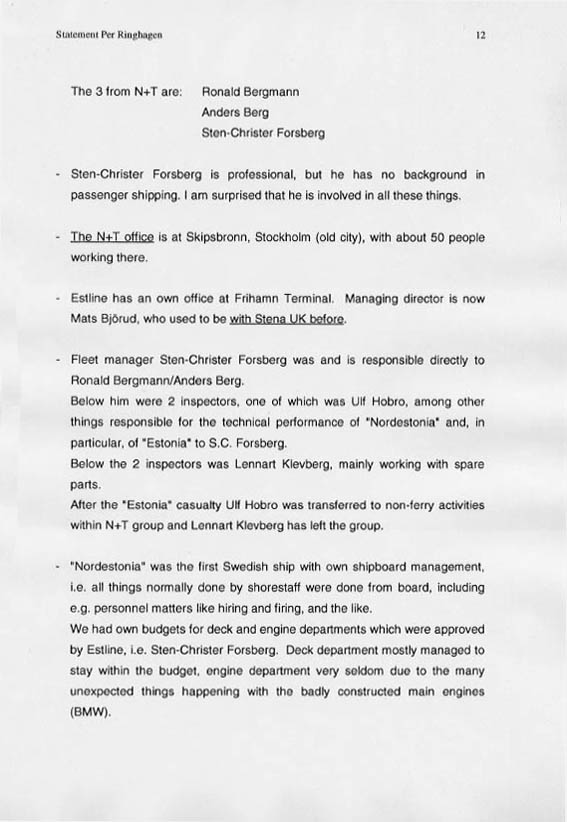 Statement Per Ringhagen 12
The 3 from N+T are: Ronald Bergmann
Anders Berg
Sten-Christer Forsberg
- Sten-Christer Forsberg is professional, but he has no background in
passenger shipping. I am surprised that he is involved in all these things.
- The N+T office is at Skipsbronn, Stockholm (old city), with about 50 people
working there.
- Estline has an own office at Frihamn Terminal. Managing director is now
Mats Björud, who used to be with Stena UK before.
- Fleet manager Sten-Christer Forsberg was and is responsible directly to
Ronald Bergmann/Anders Berg.
Below him were 2 inspectors, one of which was Ulf Hobro, among other
things responsible for the technical performance of "Nordestonia" and, in
particular, of "Estonia" to S.C. Forsberg.
Below the 2 inspectors was Lennart Klevberg, mainly working with spare
parts.
After the "Estonia" casualty Ulf Hobro was transferred to non-ferry activities
within N+T group and Lennart Klevberg has left the group.
- "Nordestonia" was the first Swedish ship with own shipboard management,
i.e. all things normally done by shorestaff were done from board, including
e.g. personnel matters like hiring and firing, and the like.
We had own budgets for deck and engine departments which were approved
by Estline, i.e. Sten-Christer Forsberg. Deck department mostly managed to
stay within the budget, engine department very seldom due to the many
unexpected things happening with the badly constructed main engines
(BMW).